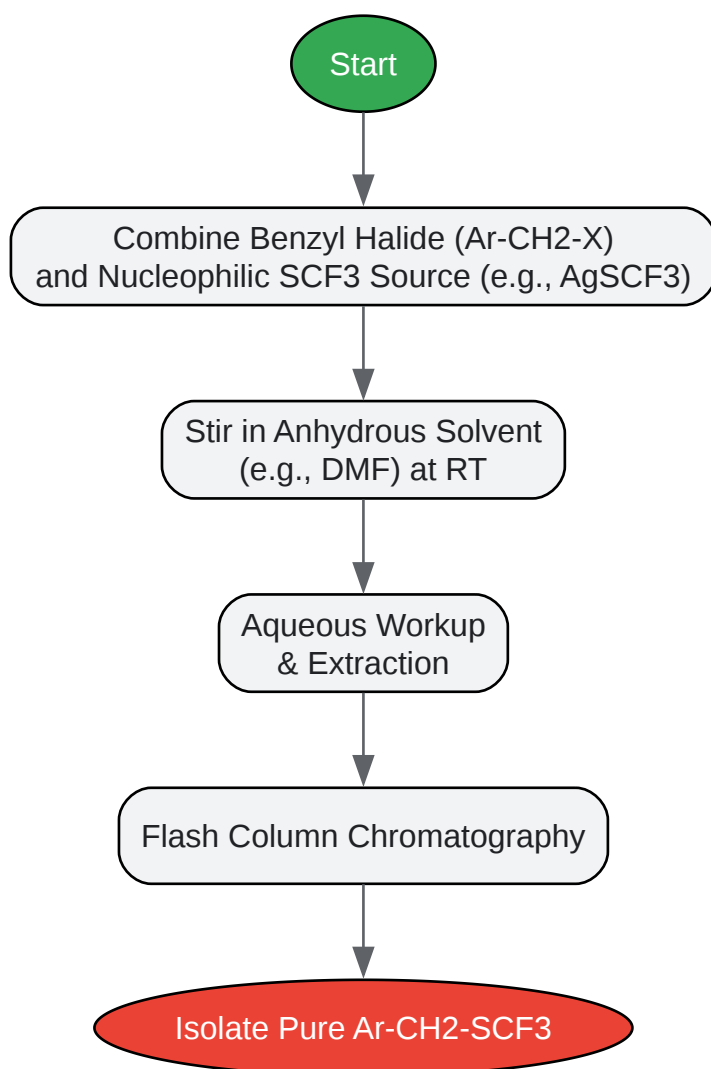 Start
Combine Benzyl Halide (Ar-CH2-X)
and Nucleophilic SCF3 Source (e.g., AgSCF3)
Stir in Anhydrous Solvent
(e.g., DMF) at RT
Aqueous Workup
& Extraction
Flash Column Chromatography
Isolate Pure Ar-CH2-SCF3